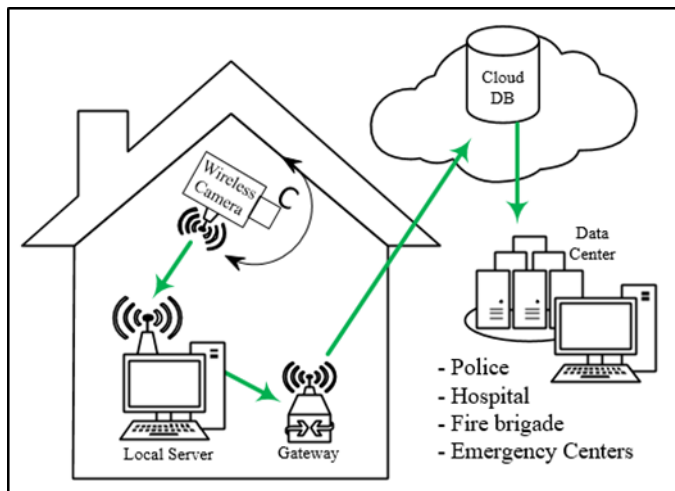 Cloud
DB
Wireless
Camera
C
Data
Center
- Police
- Hospital
- Fire brigade
- Emergency Centers
Local Server
Gateway